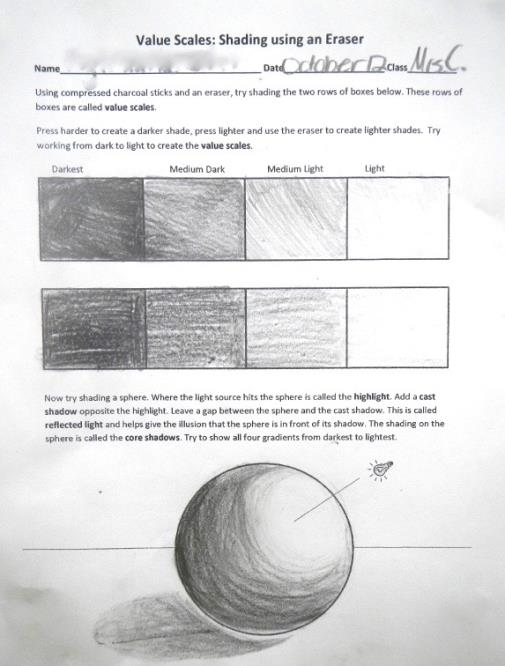 Value Scales: Shading using an Eraser
Name Date October 12 Class Mrs C.
Using compressed charcoal sticks and an eraser, try shading the two rows of boxes below. These rows of
boxes are called value scales.
Press harder to create a darker shade, press lighter and use the eraser to create lighter shades. Try
working from dark to light to create the value scales.
Darkest Medium Dark Medium Light Light
Now try shading a sphere. Where the light source hits the sphere is called the highlight. Add a cast
shadow opposite the highlight. Leave a gap between the sphere and the cast shadow. This is called
reflected light and helps give the illusion that the sphere is in front of its shadow. The shading on the
sphere is called the core shadows. Try to show all four gradients from darkest to lightest.